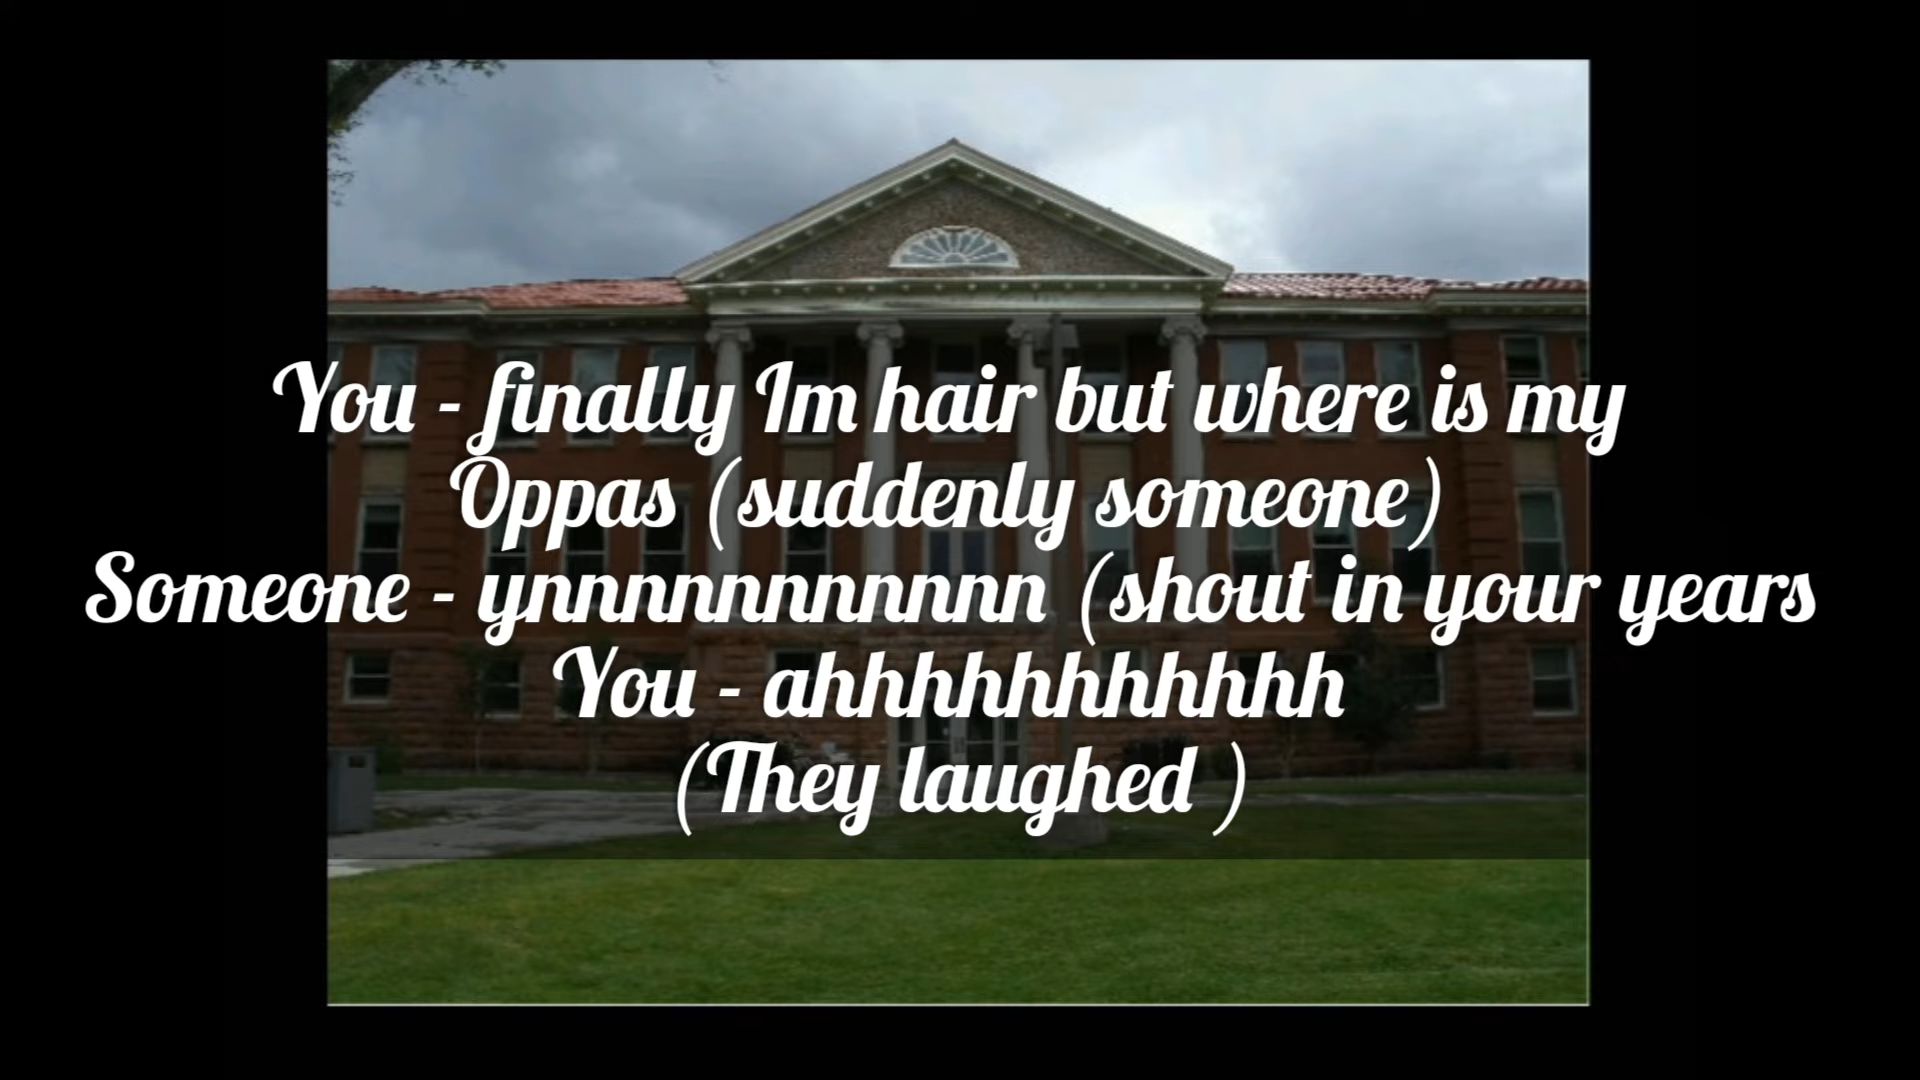 You - finally Im hair but where is my
Oppas (suddenly someone)
Someone - ynnnnnnnnnnn (shout in your years
You - ahhhhhhhhhhhh
(They laughed )